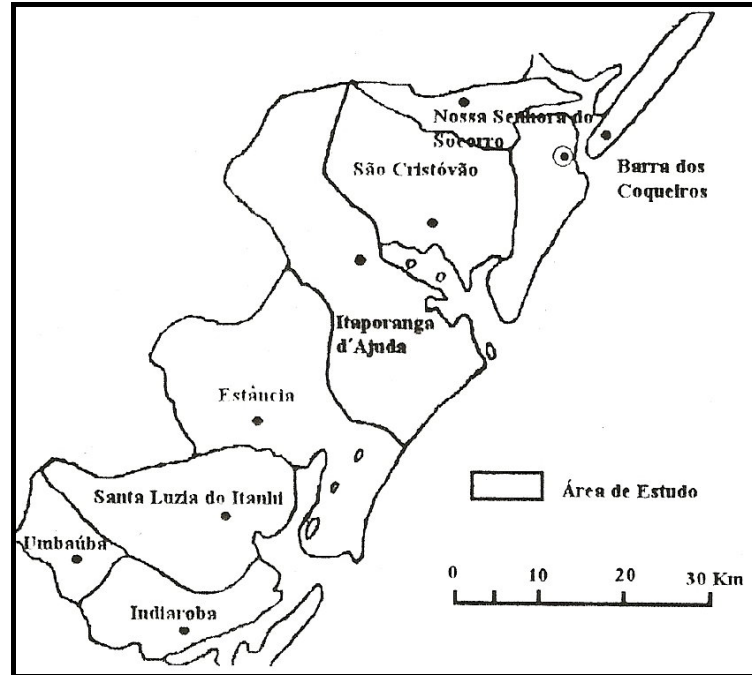 Nossa Senhora do
Socorro
São Cristóvão
Barra dos
Coqueiros
Itaporanga
d´Ajuda
Estância
Santa Luzia do Itanhi
Umbaúba
Indiaroba
Área de Estudo
0 10 20 30 Km